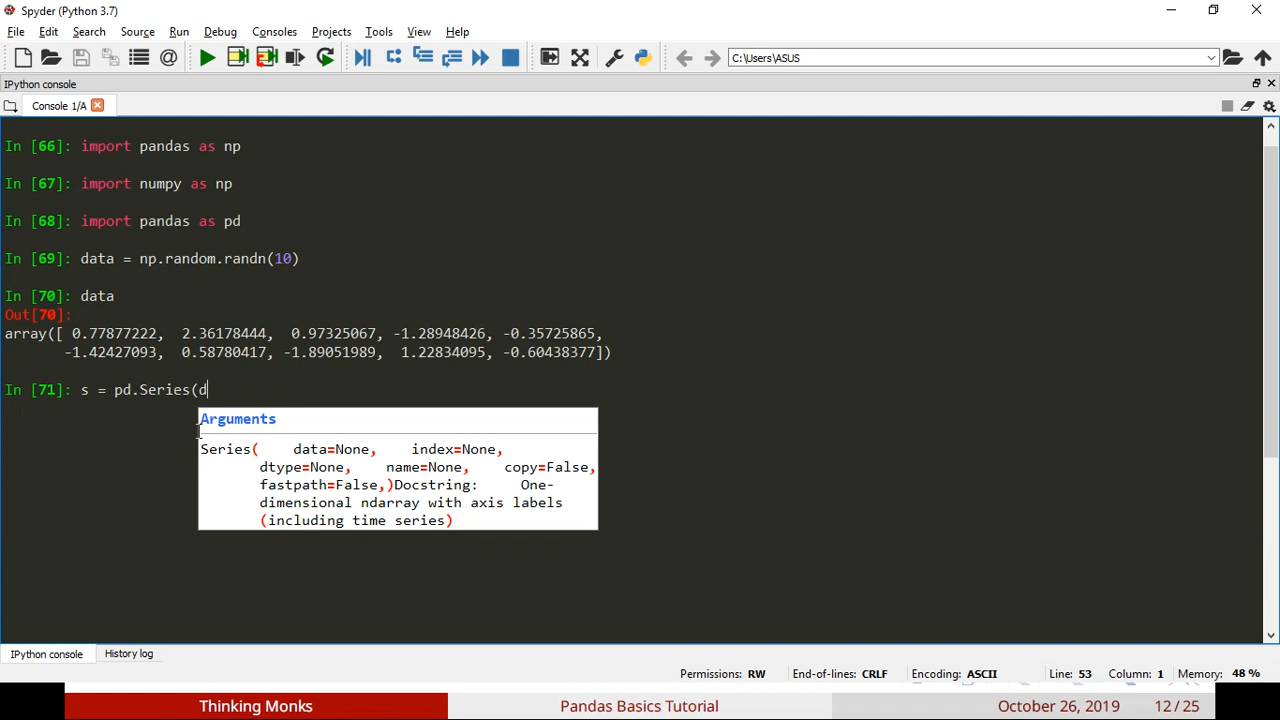 Spyder (Python 3.7)
File Edit Search Source Run Debug Consoles Projects Tools View Help
C:\Users\ASUS
IPython console
Console 1/A
In [66]: import pandas as np
In [67]: import numpy as np
In [68]: import pandas as pd
In [69]: data = np.random.randn(10)
In [70]: data
Out[70]:
array([ 0.77877222, 2.36178444, 0.97325067, -1.28948426, -0.35725865,
-1.42427093, 0.58780417, -1.89051989, 1.22834095, -0.60438377])
In [71]: s = pd.Series(d
Arguments
Series( data=None, index=None,
dtype=None, name=None, copy=False,
fastpath=False,)Docstring: One-
dimensional ndarray with axis labels
(including time series)
IPython console History log
Permissions: RW End-of-lines: CRLF Encoding: ASCII Line: 53 Column: 1 Memory: 48 %
Thinking Monks Pandas Basics Tutorial October 26, 2019 12 / 25